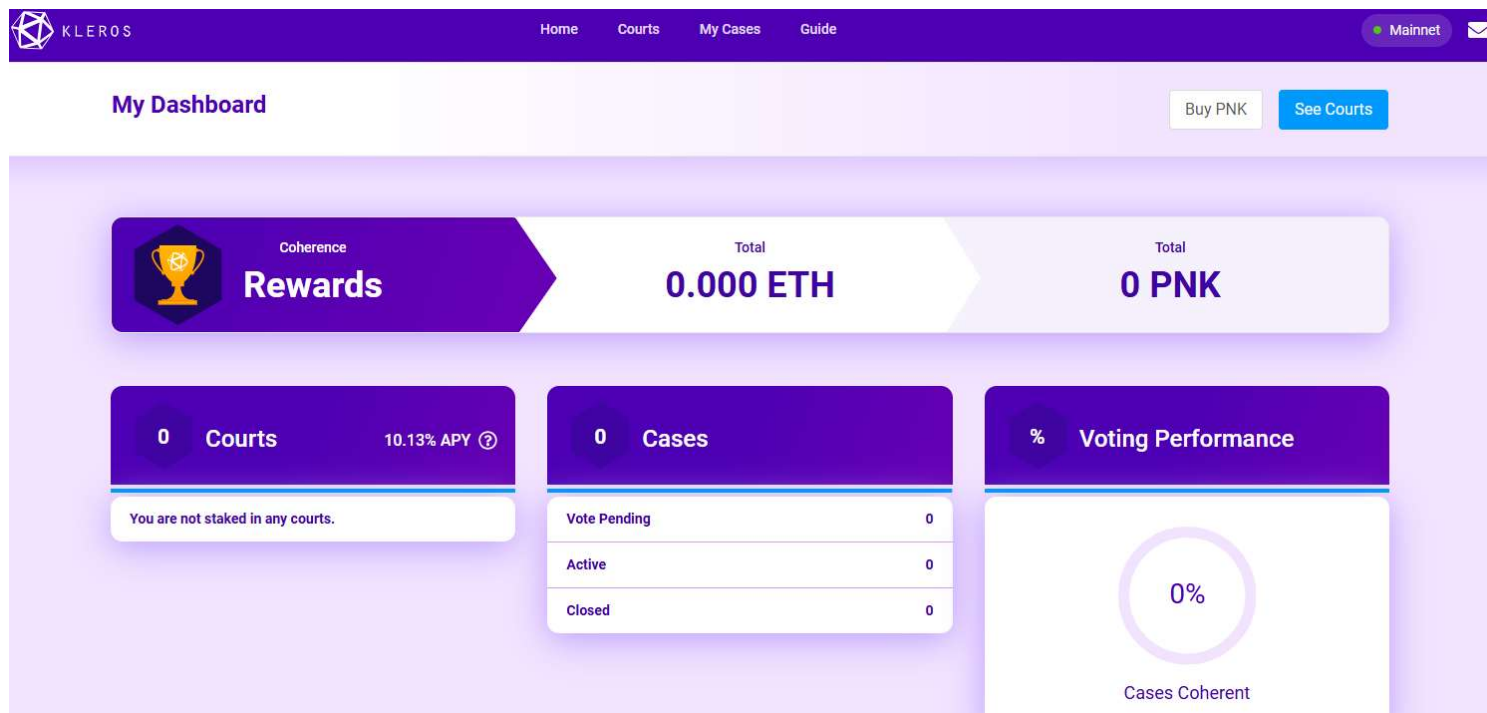 KLEROS
Home Courts My Cases Guide
Mainnet
My Dashboard
Buy PNK
See Courts
Coherence
Rewards
Total
0.000 ETH
Total
0 PNK
0 Courts 10.13% APY ?
You are not staked in any courts.
0 Cases
Vote Pending 0
Active 0
Closed 0
% Voting Performance
0%
Cases Coherent